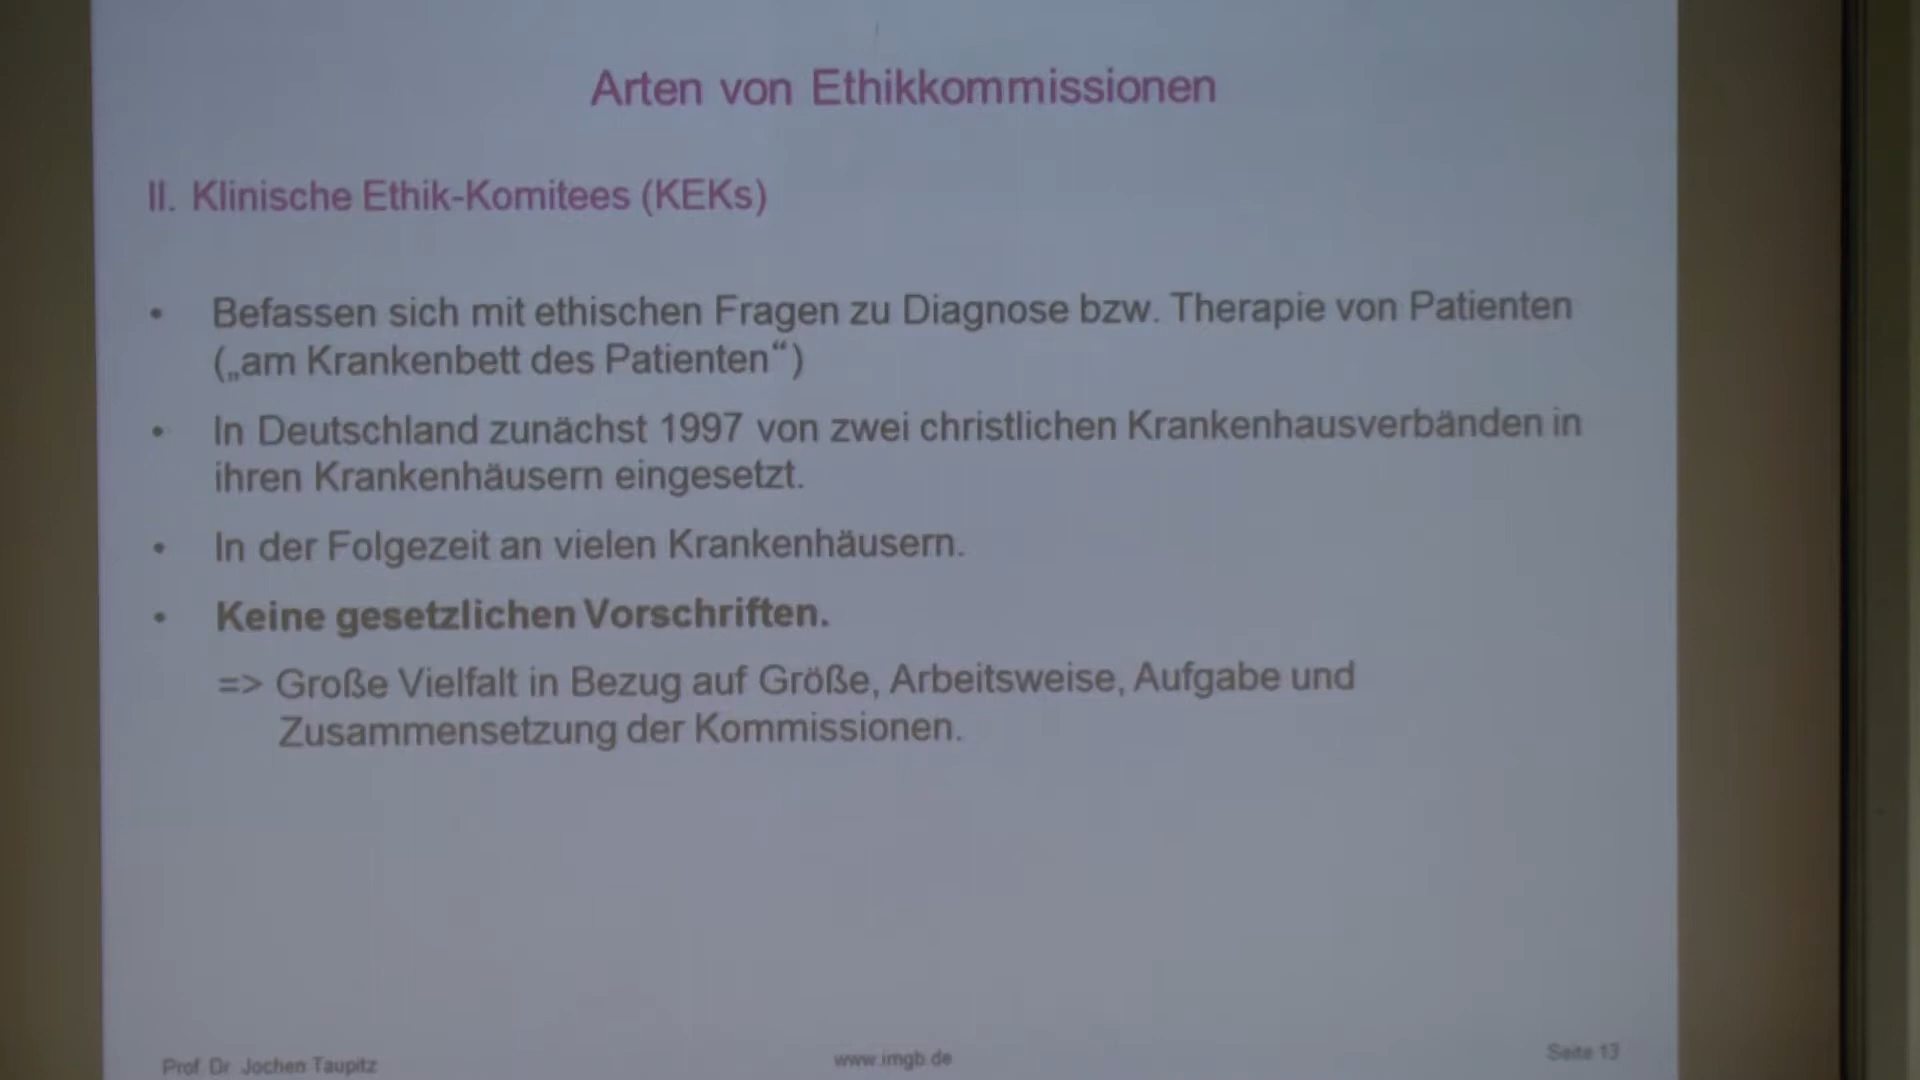 Arten von Ethikkommissionen
II. Klinische Ethik-Komitees (KEKs)
• Befassen sich mit ethischen Fragen zu Diagnose bzw. Therapie von Patienten
(„am Krankenbett des Patienten“)
• In Deutschland zunächst 1997 von zwei christlichen Krankenhausverbänden in
ihren Krankenhäusern eingesetzt.
• In der Folgezeit an vielen Krankenhäusern.
• Keine gesetzlichen Vorschriften.
=> Große Vielfalt in Bezug auf Größe, Arbeitsweise, Aufgabe und
Zusammensetzung der Kommissionen.
Prof. Dr. Jochen Taupitz
www.imgb.de
Seite 13